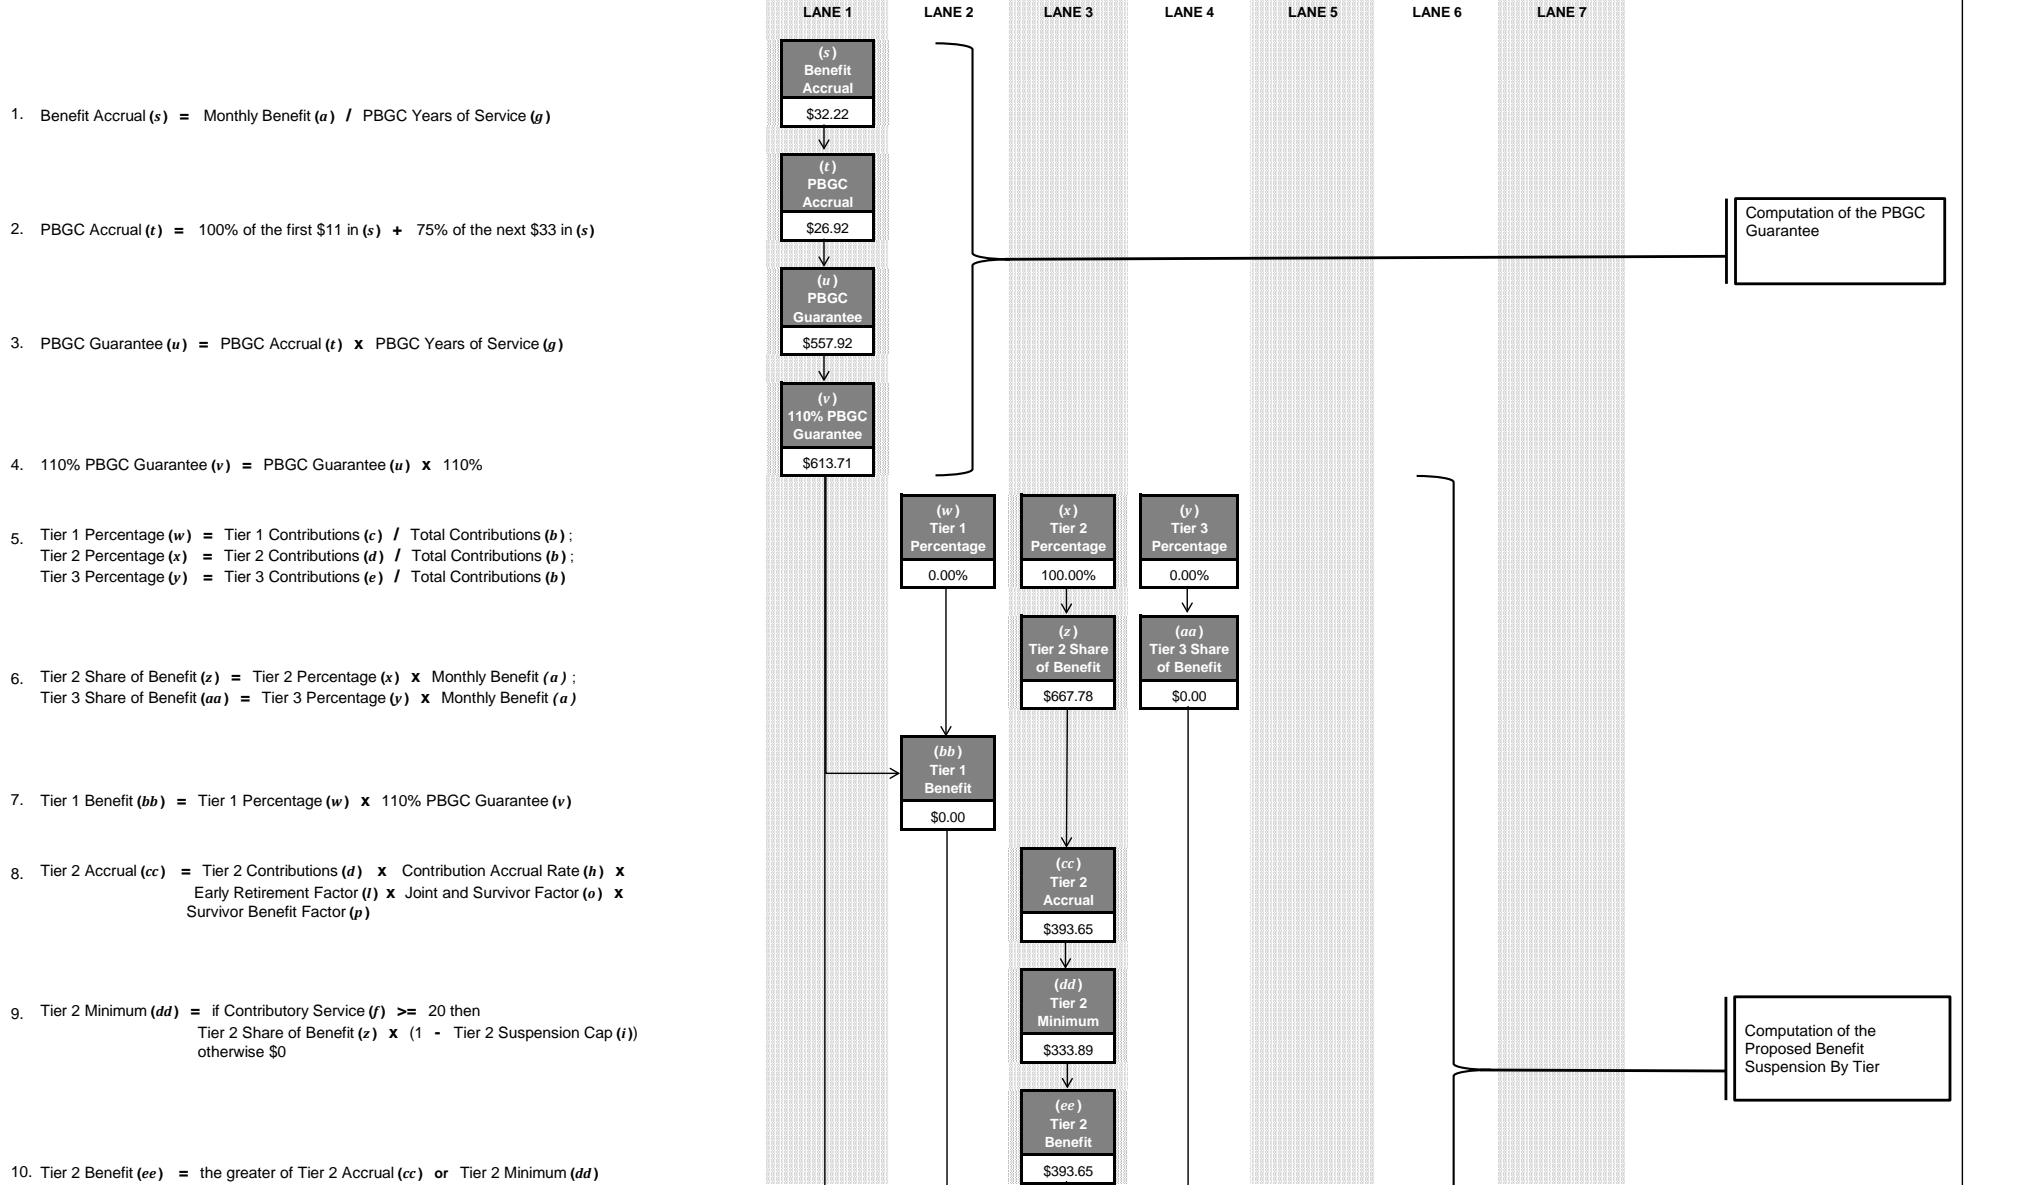 LANE 1 LANE 2 LANE 3 LANE 4 LANE 5 LANE 6 LANE 7
(s)
Benefit
Accrual
1. Benefit Accrual (s) = Monthly Benefit (a) / PBGC Years of Service (g)
$32.22
(t)
PBGC
Accrual
2. PBGC Accrual (t) = 100% of the first $11 in (s) + 75% of the next $33 in (s)
$26.92
Computation of the PBGC
Guarantee
(u)
PBGC
Guarantee
3. PBGC Guarantee (u) = PBGC Accrual (t) x PBGC Years of Service (g)
$557.92
(v)
110% PBGC
Guarantee
4. 110% PBGC Guarantee (v) = PBGC Guarantee (u) x 110%
$613.71
(w)
Tier 1
Percentage
(x)
Tier 2
Percentage
(y)
Tier 3
Percentage
5. Tier 1 Percentage (w) = Tier 1 Contributions (c) / Total Contributions (b) ;
Tier 2 Percentage (x) = Tier 2 Contributions (d) / Total Contributions (b) ;
Tier 3 Percentage (y) = Tier 3 Contributions (e) / Total Contributions (b)
0.00% 100.00% 0.00%
(z)
Tier 2 Share
of Benefit
(aa)
Tier 3 Share
of Benefit
6. Tier 2 Share of Benefit (z) = Tier 2 Percentage (x) x Monthly Benefit (a) ;
Tier 3 Share of Benefit (aa) = Tier 3 Percentage (y) x Monthly Benefit (a)
$667.78 $0.00
(bb)
Tier 1
Benefit
7. Tier 1 Benefit (bb) = Tier 1 Percentage (w) x 110% PBGC Guarantee (v)
$0.00
8. Tier 2 Accrual (cc) = Tier 2 Contributions (d) x Contribution Accrual Rate (h) x
Early Retirement Factor (l) x Joint and Survivor Factor (o) x
Survivor Benefit Factor (p)
(cc)
Tier 2
Accrual
$393.65
(dd)
Tier 2
Minimum
9. Tier 2 Minimum (dd) = if Contributory Service (f) >= 20 then
Tier 2 Share of Benefit (z) x (1 - Tier 2 Suspension Cap (i))
otherwise $0
$333.89
Computation of the
Proposed Benefit
Suspension By Tier
(ee)
Tier 2
Benefit
10. Tier 2 Benefit (ee) = the greater of Tier 2 Accrual (cc) or Tier 2 Minimum (dd)
$393.65